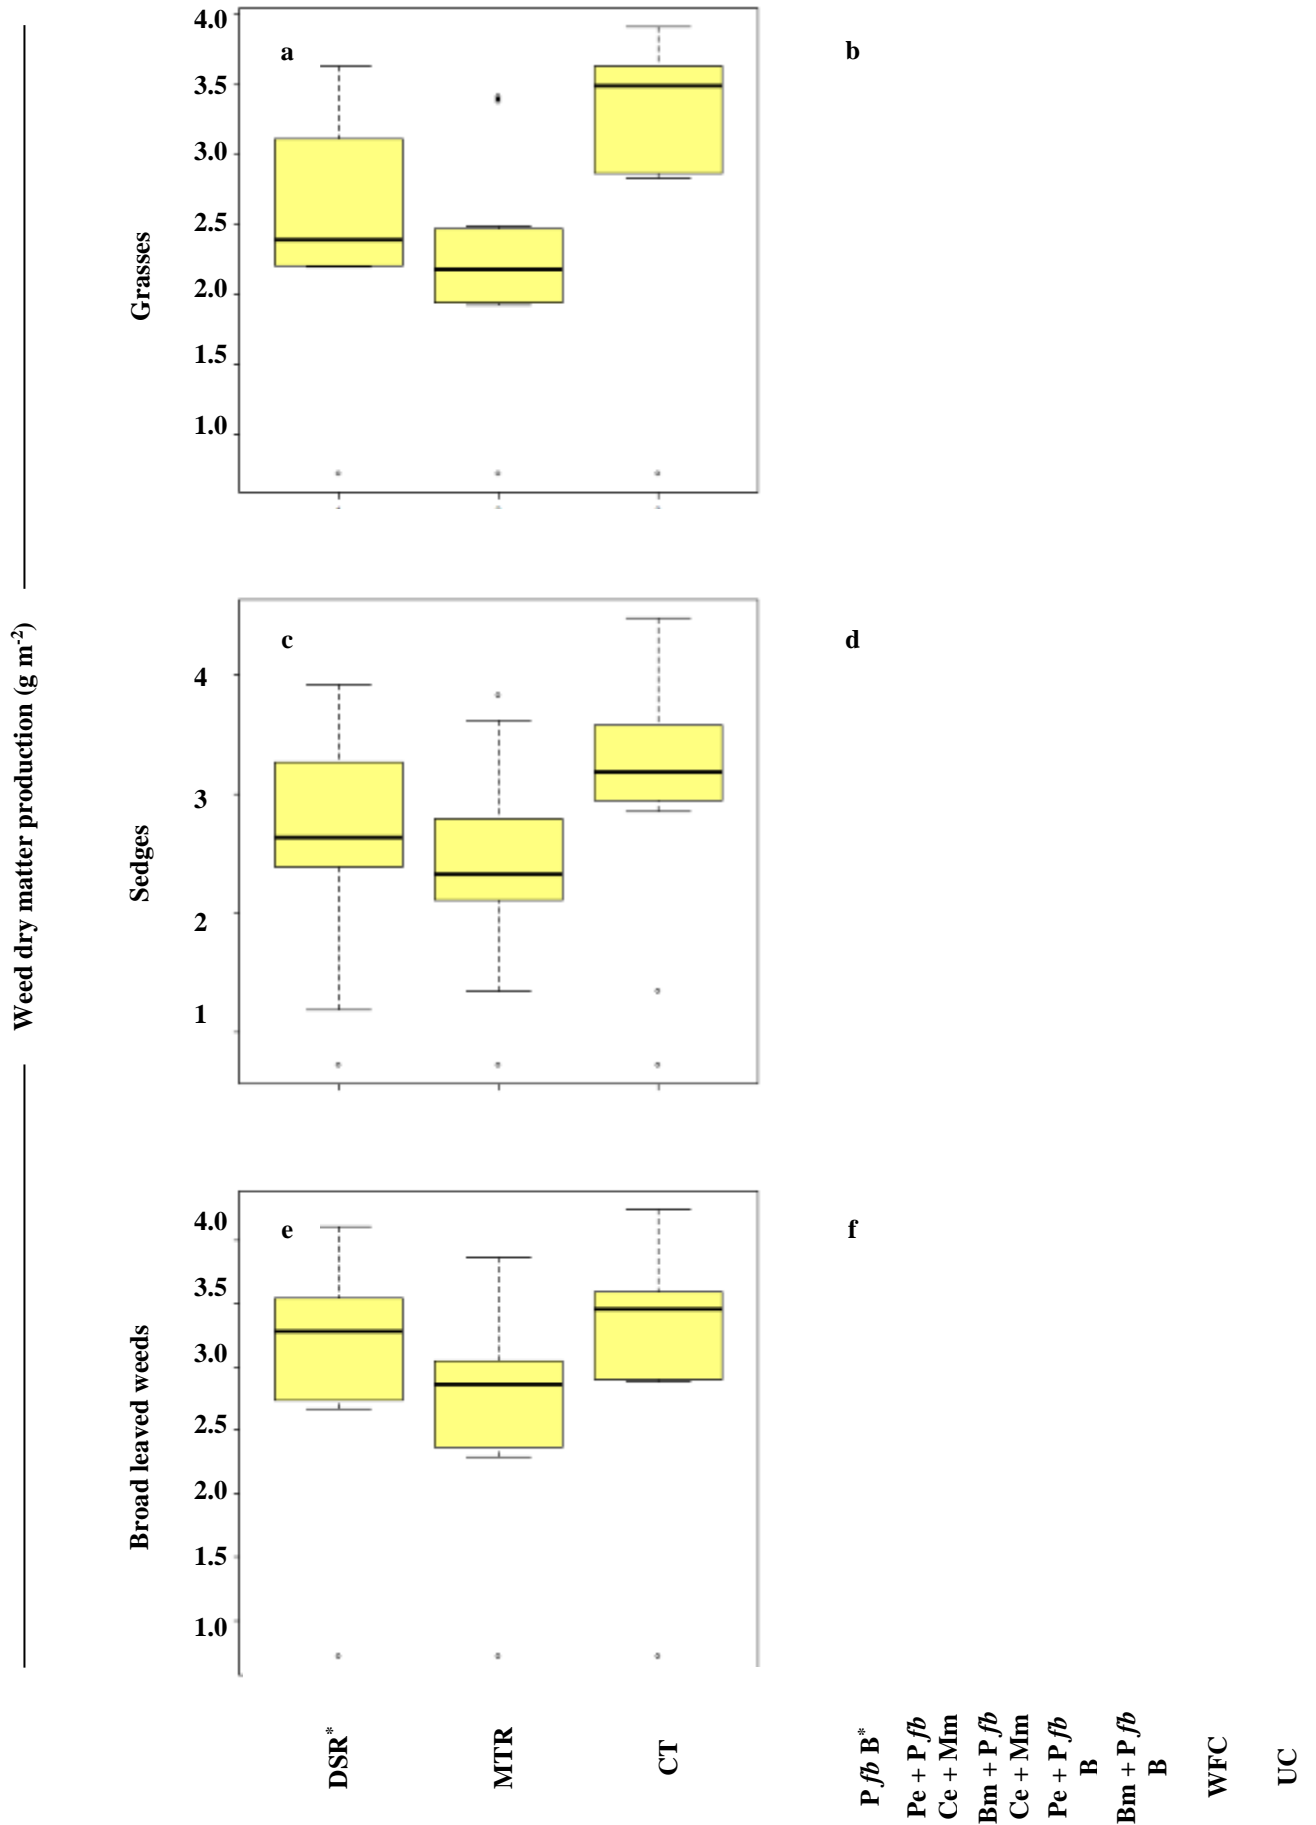 Weed dry matter production (g m-2)
Grasses
a
b
4.0
3.5
3.0
2.5
2.0
1.5
1.0
Sedges
c
d
4
3
2
1
Broad leaved weeds
e
f
4.0
3.5
3.0
2.5
2.0
1.5
1.0
DSR*
MTR
CT
P fb B*
Pe + P fb
Ce + Mm
Bm + P fb
Ce + Mm
Pe + P fb
B
Bm + P fb
B
WFC
UC